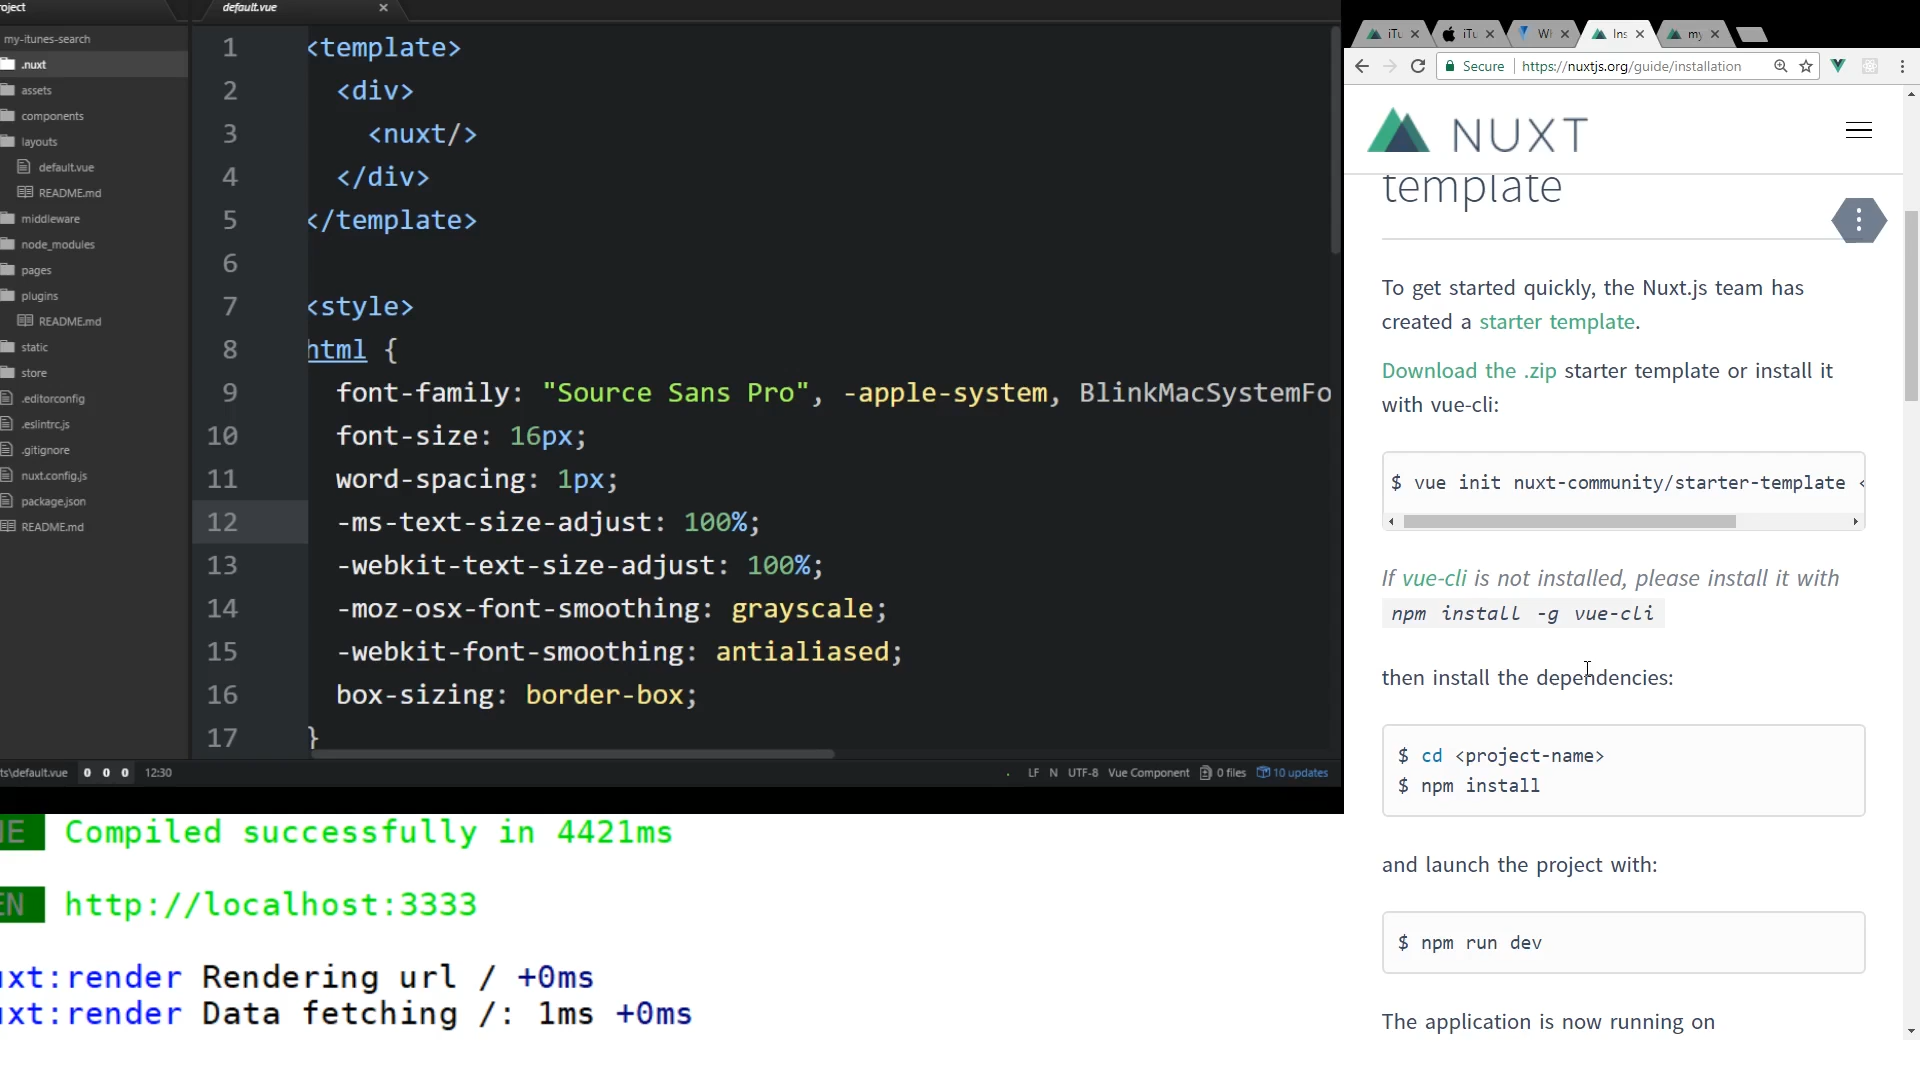 oject
my-itunes-search
.nuxt
assets
components
layouts
default.vue
README.md
middleware
node_modules
pages
plugins
README.md
static
store
.editorconfig
.eslintrc.js
.gitignore
nuxt.config.js
package.json
README.md
default.vue
1 <template>
2 <div>
3 <nuxt/>
4 </div>
5 </template>
6
7 <style>
8 html {
9 font-family: "Source Sans Pro", -apple-system, BlinkMacSystemFo
10 font-size: 16px;
11 word-spacing: 1px;
12 -ms-text-size-adjust: 100%;
13 -webkit-text-size-adjust: 100%;
14 -moz-osx-font-smoothing: grayscale;
15 -webkit-font-smoothing: antialiased;
16 box-sizing: border-box;
17 }
ts\default.vue 0 0 0 12:30 . LF N UTF-8 Vue Component 0 files 10 updates
NE Compiled successfully in 4421ms
EN http://localhost:3333
uxt:render Rendering url / +0ms
uxt:render Data fetching /: 1ms +0ms
iTu iTu Wh Ins my
Secure https://nuxtjs.org/guide/installation
NUXT
template
To get started quickly, the Nuxt.js team has
created a starter template.
Download the .zip starter template or install it
with vue-cli:
$ vue init nuxt-community/starter-template <
If vue-cli is not installed, please install it with
npm install -g vue-cli
then install the dependencies:
$ cd <project-name>
$ npm install
and launch the project with:
$ npm run dev
The application is now running on